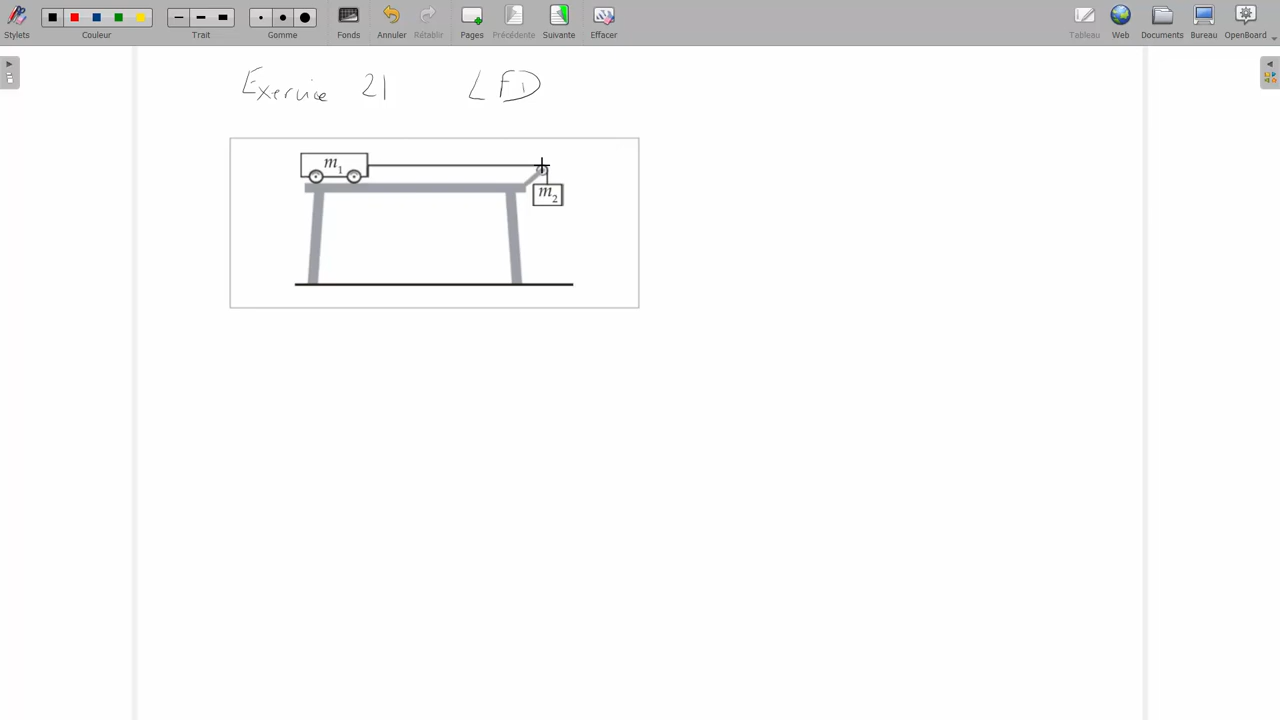 Stylets Couleur Trait Gomme Fonds Annuler Rétablir Pages Précédente Suivante Effacer Tableau Web Documents Bureau OpenBoard
Exercice 21 LFD
m1
m2